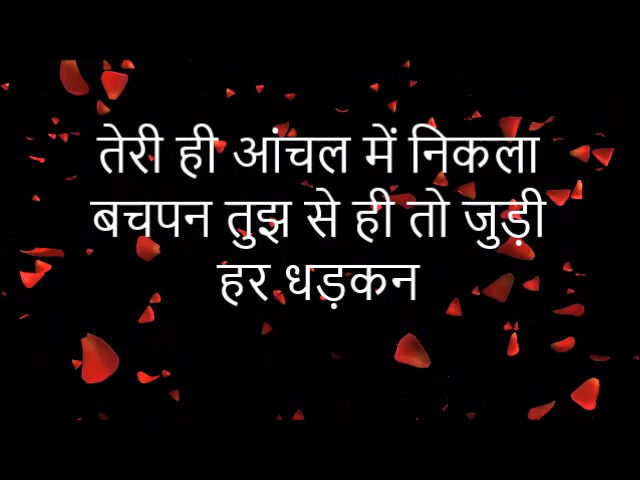 तेरी ही आंचल में निकला
बचपन तुझ से ही तो जुड़ी
हर धड़कन